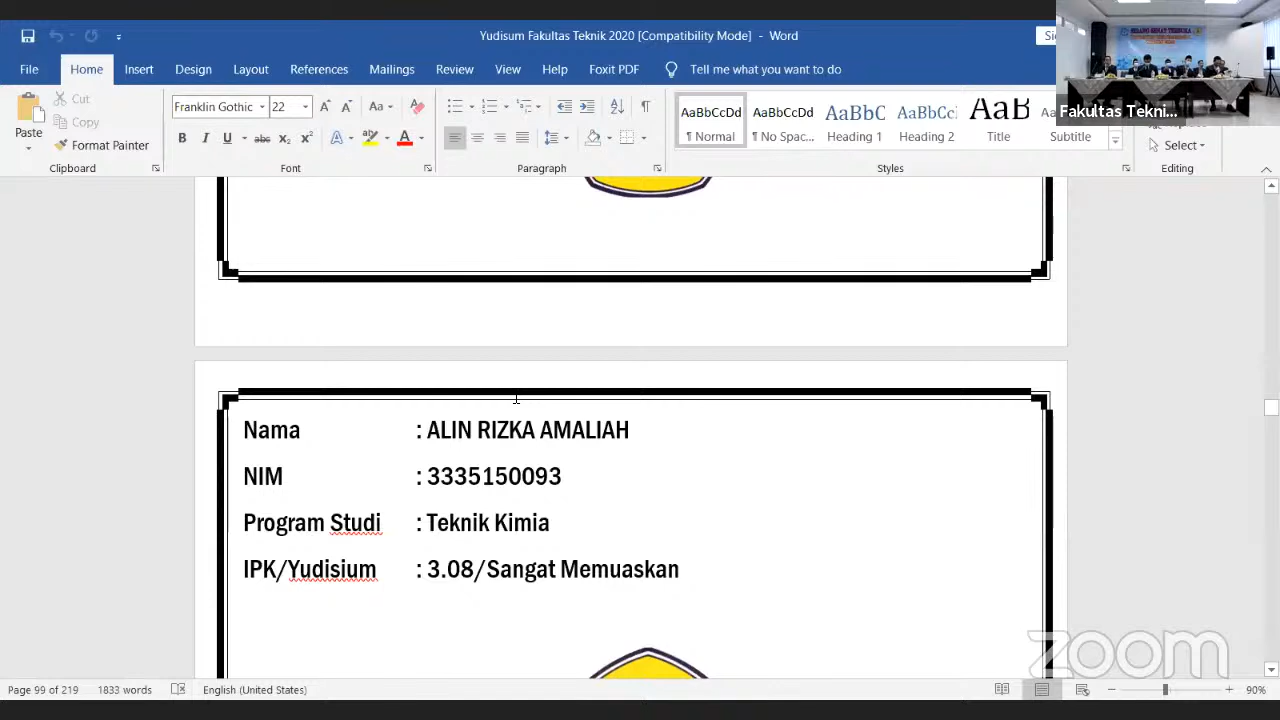 Yudisum Fakultas Teknik 2020 [Compatibility Mode] - Word
File Home Insert Design Layout References Mailings Review View Help Foxit PDF Tell me what you want to do
Fakultas Tekni...
Paste
Cut
Copy
Format Painter
Clipboard
Franklin Gothic 22
Font
Paragraph
AaBbCcDd AaBbCcDd AaBbC AaBbCc AaB
¶ Normal ¶ No Spac... Heading 1 Heading 2 Title Subtitle
Styles
Select
Editing
Nama : ALIN RIZKA AMALIAH
NIM : 3335150093
Program Studi : Teknik Kimia
IPK/Yudisium : 3.08/Sangat Memuaskan
zoom
Page 99 of 219 1833 words English (United States) 90%